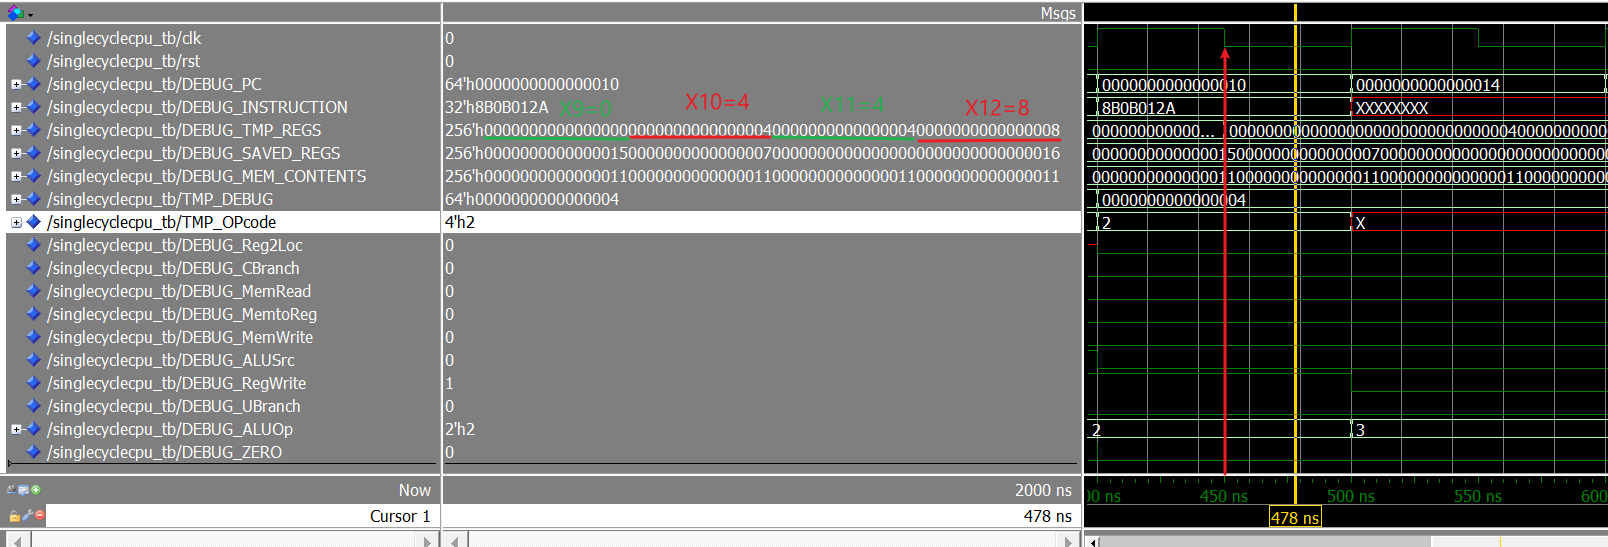 Msgs
/singlecyclecpu_tb/clk 0
/singlecyclecpu_tb/rst 0
/singlecyclecpu_tb/DEBUG_PC 64'h0000000000000010 0000000000000010 0000000000000014
/singlecyclecpu_tb/DEBUG_INSTRUCTION 32'h8B0B012A X9=0 X10=4 X11=4 X12=8 8B0B012A XXXXXXXX
/singlecyclecpu_tb/DEBUG_TMP_REGS 256'h0000000000000000000000000000000400000000000000040000000000000008 000000000000... 000000000000000000000000000000040000000000
/singlecyclecpu_tb/DEBUG_SAVED_REGS 256'h0000000000000015000000000000000700000000000000000000000000000016 000000000000001500000000000000070000000000000000000000000
/singlecyclecpu_tb/DEBUG_MEM_CONTENTS 256'h0000000000000011000000000000001100000000000000110000000000000011 000000000000001100000000000000110000000000000011000000000
/singlecyclecpu_tb/TMP_DEBUG 64'h0000000000000004 0000000000000004
/singlecyclecpu_tb/TMP_OPcode 4'h2 2 X
/singlecyclecpu_tb/DEBUG_Reg2Loc 0
/singlecyclecpu_tb/DEBUG_CBranch 0
/singlecyclecpu_tb/DEBUG_MemRead 0
/singlecyclecpu_tb/DEBUG_MemtoReg 0
/singlecyclecpu_tb/DEBUG_MemWrite 0
/singlecyclecpu_tb/DEBUG_ALUSrc 0
/singlecyclecpu_tb/DEBUG_RegWrite 1
/singlecyclecpu_tb/DEBUG_UBranch 0
/singlecyclecpu_tb/DEBUG_ALUOp 2'h2 2 3
/singlecyclecpu_tb/DEBUG_ZERO 0
Now 2000 ns 00 ns 450 ns 500 ns 550 ns 600
Cursor 1 478 ns 478 ns